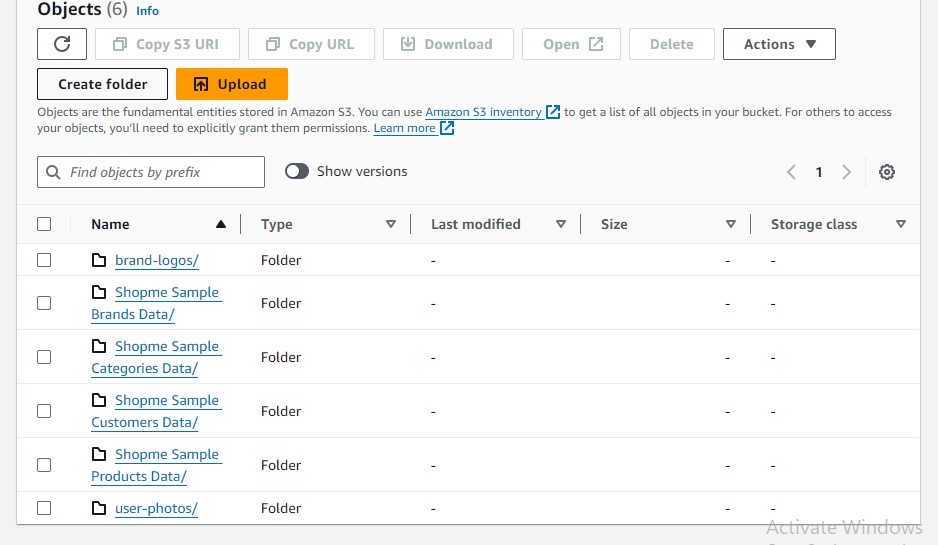 Objects (6) Info
Copy S3 URI Copy URL Download Open Delete Actions
Create folder Upload
Objects are the fundamental entities stored in Amazon S3. You can use Amazon S3 inventory to get a list of all objects in your bucket. For others to access
your objects, you'll need to explicitly grant them permissions. Learn more
Find objects by prefix Show versions 1
Name Type Last modified Size Storage class
brand-logos/ Folder - - -
Shopme Sample
Brands Data/ Folder - - -
Shopme Sample
Categories Data/ Folder - - -
Shopme Sample
Customers Data/ Folder - - -
Shopme Sample
Products Data/ Folder - - -
user-photos/ Folder - - -
Activate Windows